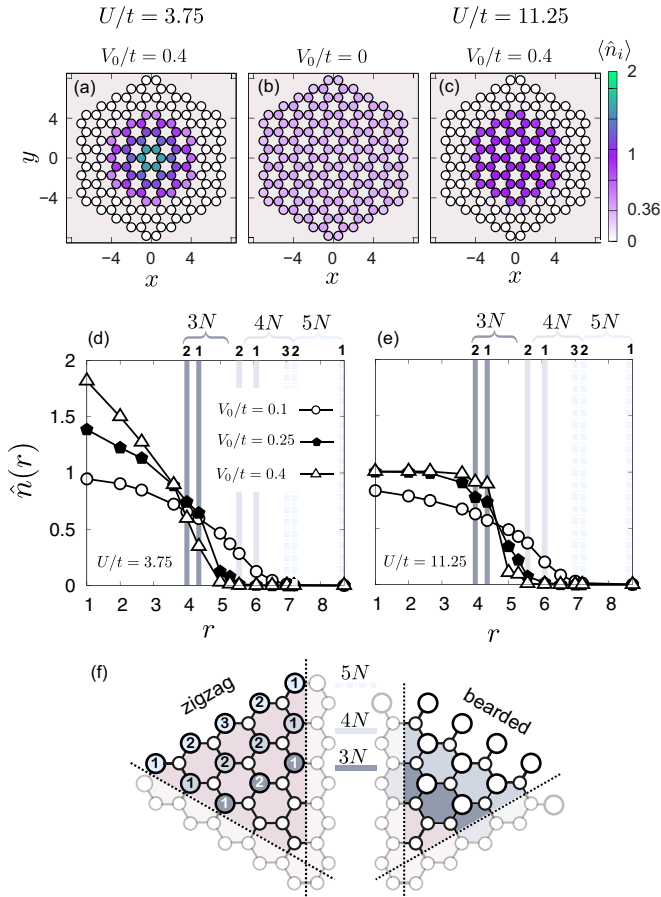 U/t = 3.75
U/t = 11.25
V₀/t = 0.4
V₀/t = 0
V₀/t = 0.4
⟨n̂ᵢ⟩
(a)
(b)
(c)
4
0
−4
y
−4 0 4
−4 0 4
−4 0 4
x
x
x
2
1
0.36
0
3N 4N 5N
3N 4N 5N
(d)
(e)
2 1 2 1 3 2 1
2 1 2 1 3 2 1
2
1.5
1
0.5
0
n̂(r)
V₀/t = 0.1
V₀/t = 0.25
V₀/t = 0.4
U/t = 3.75
U/t = 11.25
1 2 3 4 5 6 7 8
1 2 3 4 5 6 7 8
r
r
(f)
zigzag
bearded
5N
4N
3N
1
2
3 1
2 2
1 2 1
1 2
1